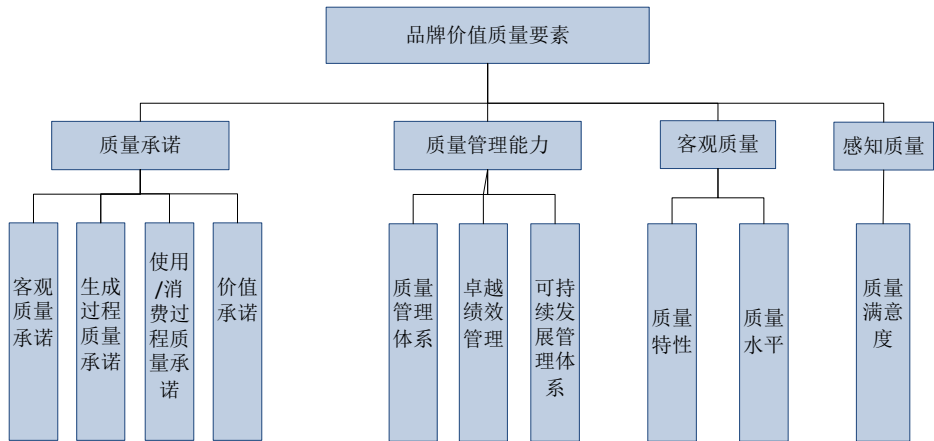 品牌价值质量要素
质量承诺
质量管理能力
客观质量
感知质量
客观
质量
承诺
生成
过程
质量
承诺
使用
/消
费过
程质
量承
诺
价值
承诺
质量
管理
体系
卓越
绩效
管理
可持
续发
展管
理体
系
质量
特性
质量
水平
质量
满意
度